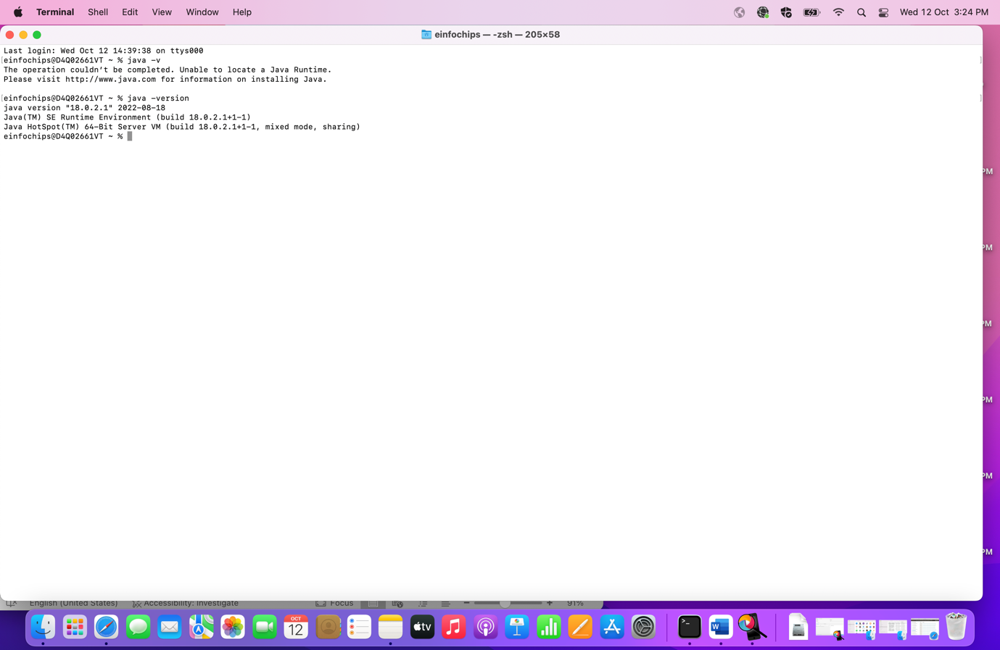 Terminal Shell Edit View Window Help Wed 12 Oct 3:24 PM
einfochips — -zsh — 205×58
Last login: Wed Oct 12 14:39:38 on ttys000
[einfochips@D4Q02661VT ~ % java -v ]
The operation couldn’t be completed. Unable to locate a Java Runtime.
Please visit http://www.java.com for information on installing Java.
[einfochips@D4Q02661VT ~ % java -version ]
java version "18.0.2.1" 2022-08-18
Java(TM) SE Runtime Environment (build 18.0.2.1+1-1)
Java HotSpot(TM) 64-Bit Server VM (build 18.0.2.1+1-1, mixed mode, sharing)
einfochips@D4Q02661VT ~ %
PM
PM
PM
PM
PM
PM
English (United States) Accessibility: Investigate Focus 91%
OCT
12
tv
W